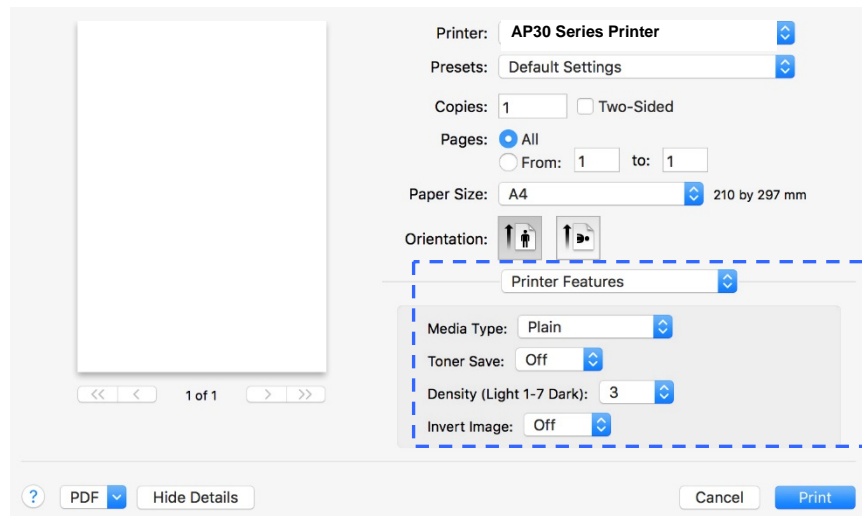 Printer: AP30 Series Printer
Presets: Default Settings
Copies: 1 Two-Sided
Pages: All
From: 1 to: 1
Paper Size: A4 210 by 297 mm
Orientation:
Printer Features
Media Type: Plain
Toner Save: Off
Density (Light 1-7 Dark): 3
Invert Image: Off
<< < 1 of 1 > >>
? PDF Hide Details Cancel Print